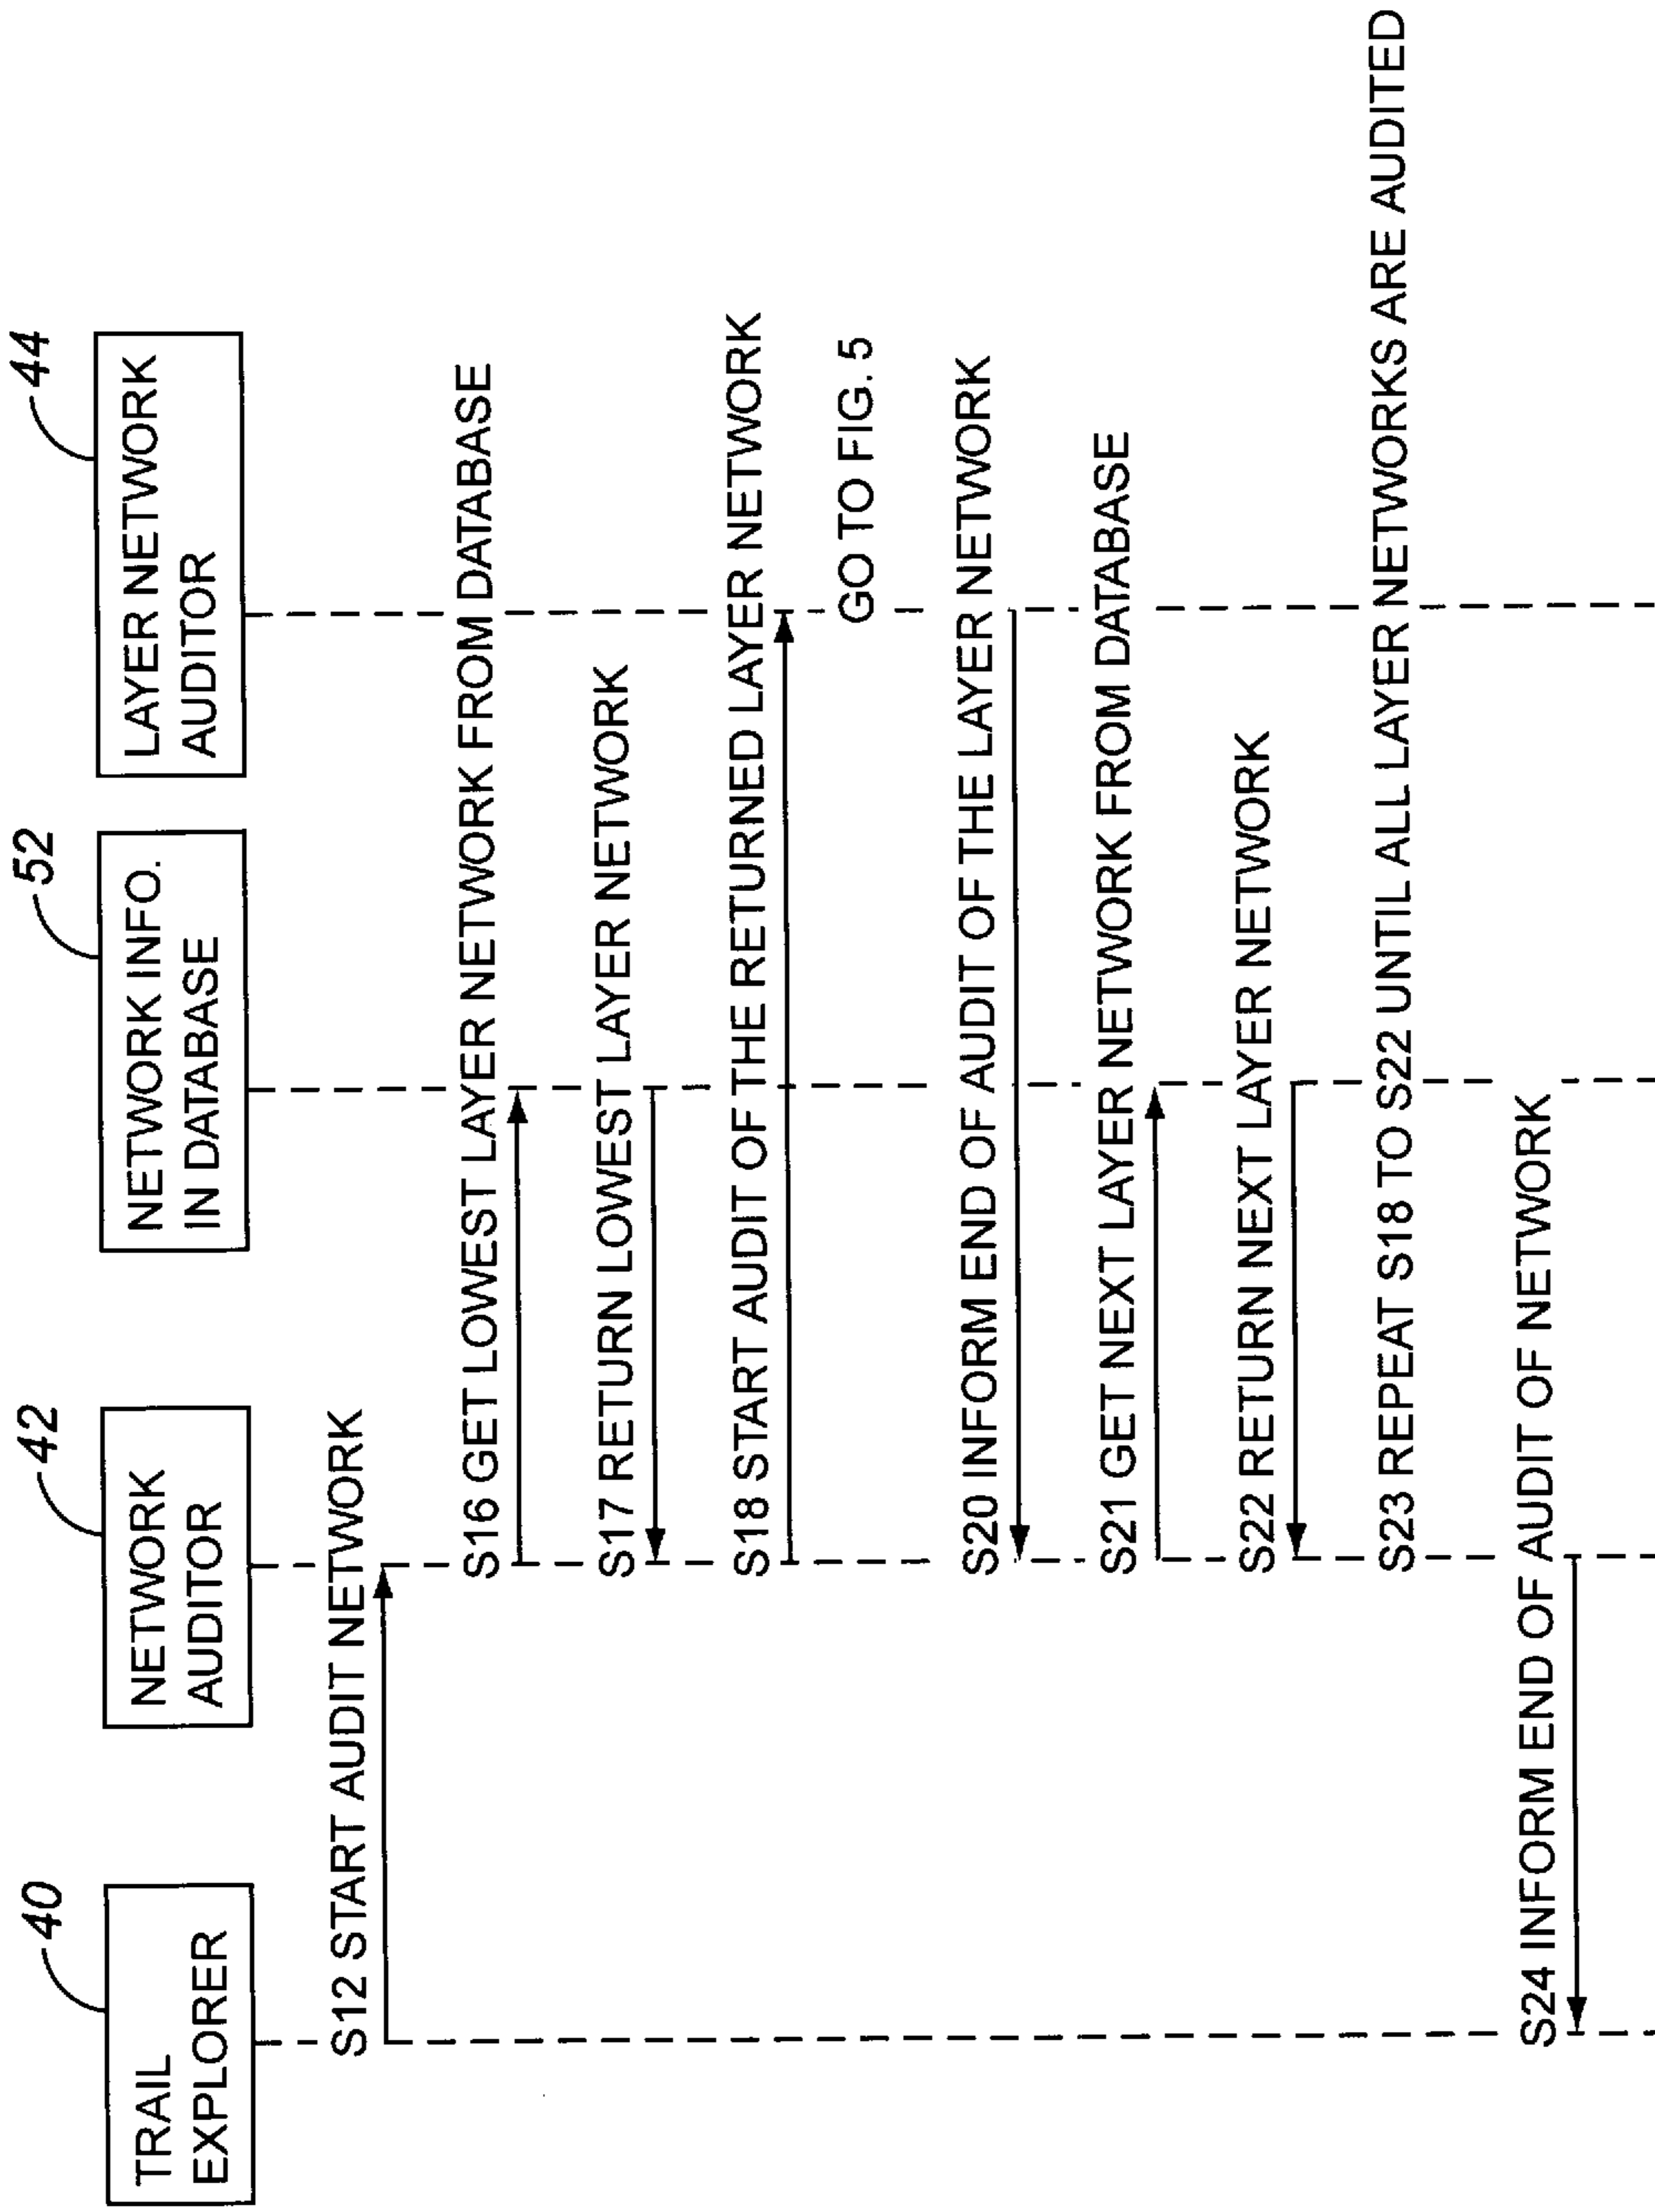 40
42
52
44
TRAIL
EXPLORER
NETWORK
AUDITOR
NETWORK INFO.
IN DATABASE
LAYER NETWORK
AUDITOR
S12 START AUDIT NETWORK
S16 GET LOWEST LAYER NETWORK FROM DATABASE
S17 RETURN LOWEST LAYER NETWORK
S18 START AUDIT OF THE RETURNED LAYER NETWORK
GO TO FIG. 5
S20 INFORM END OF AUDIT OF THE LAYER NETWORK
S21 GET NEXT LAYER NETWORK FROM DATABASE
S22 RETURN NEXT LAYER NETWORK
S23 REPEAT S18 TO S22 UNTIL ALL LAYER NETWORKS ARE AUDITED
S24 INFORM END OF AUDIT OF NETWORK